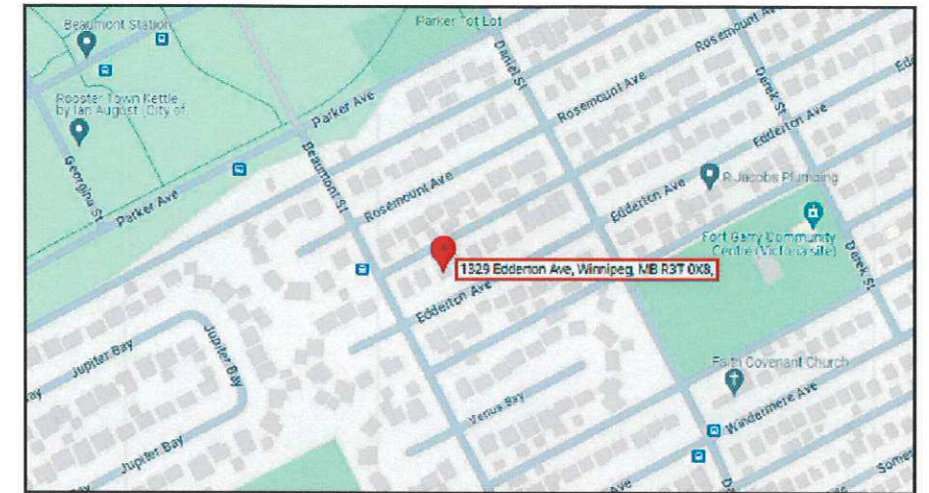 Beaumont Station
Parker Tot Lot
Rosemount Ave
Daniel St
Derek St
Rooster Town Kettle
by Ian August (City of
Parker Ave
Rosemount Ave
Edderton Ave
Georgina St
Beaumont St
R Jacobs Plumbing
Parker Ave
Rosemount Ave
Edderton Ave
Fort Garry Community
Centre (Victoria site)
Derek St
1329 Edderton Ave, Winnipeg, MB R3T 0X8,
Edderton Ave
Jupiter Bay
Jupiter Bay
Faith Covenant Church
Venus Bay
Windermere Ave
Jupiter Bay
Ave